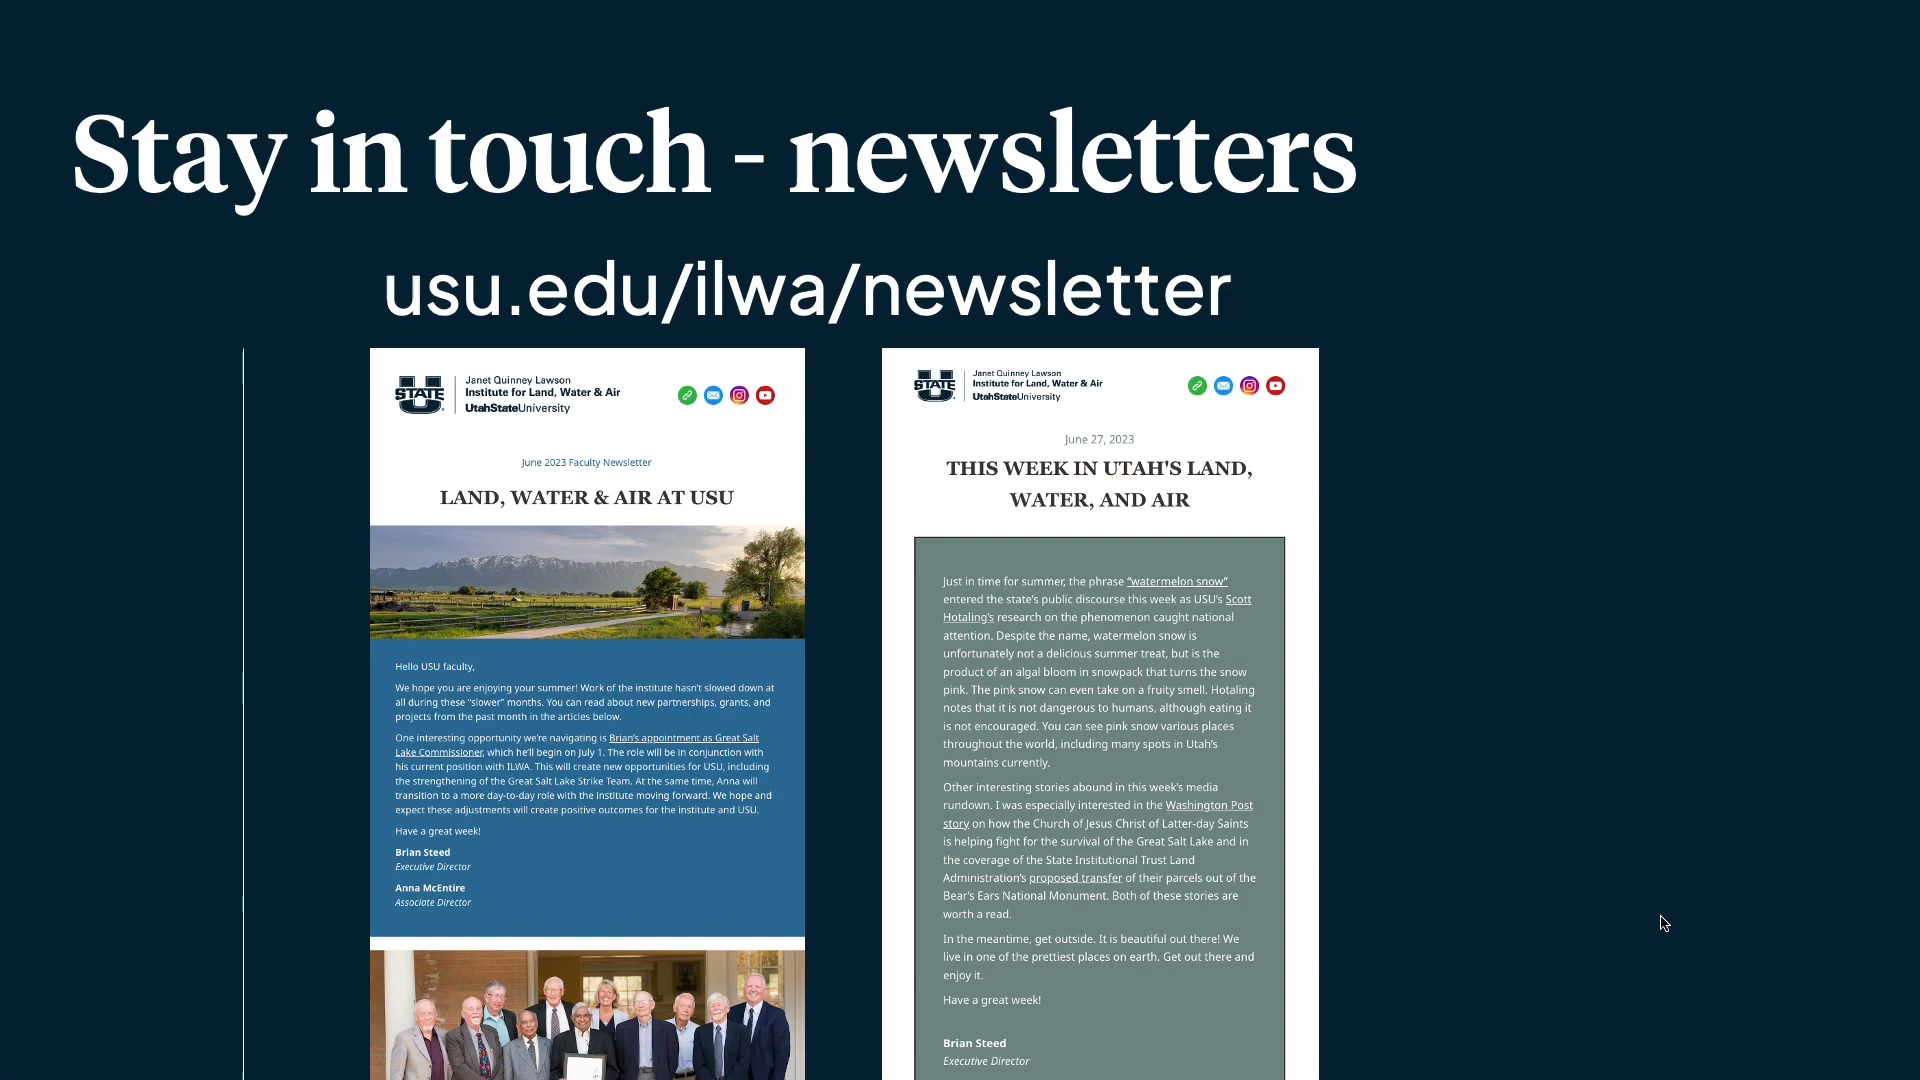 Stay in touch - newsletters
usu.edu/ilwa/newsletter
STATE
Janet Quinney Lawson
Institute for Land, Water & Air
UtahStateUniversity
June 2023 Faculty Newsletter
LAND, WATER & AIR AT USU
Hello USU faculty,
We hope you are enjoying your summer! Work of the institute hasn't slowed down at
all during these "slower" months. You can read about new partnerships, grants, and
projects from the past month in the articles below.
One interesting opportunity we're navigating is Brian's appointment as Great Salt
Lake Commissioner, which he'll begin on July 1. The role will be in conjunction with
his current position with ILWA. This will create new opportunities for USU, including
the strengthening of the Great Salt Lake Strike Team. At the same time, Anna will
transition to a more day-to-day role with the institute moving forward. We hope and
expect these adjustments will create positive outcomes for the institute and USU.
Have a great week!
Brian Steed
Executive Director
Anna McEntire
Associate Director
STATE
Janet Quinney Lawson
Institute for Land, Water & Air
UtahStateUniversity
June 27, 2023
THIS WEEK IN UTAH'S LAND,
WATER, AND AIR
Just in time for summer, the phrase "watermelon snow"
entered the state's public discourse this week as USU's Scott
Hotaling's research on the phenomenon caught national
attention. Despite the name, watermelon snow is
unfortunately not a delicious summer treat, but is the
product of an algal bloom in snowpack that turns the snow
pink. The pink snow can even take on a fruity smell. Hotaling
notes that it is not dangerous to humans, although eating it
is not encouraged. You can see pink snow various places
throughout the world, including many spots in Utah's
mountains currently.
Other interesting stories abound in this week's media
rundown. I was especially interested in the Washington Post
story on how the Church of Jesus Christ of Latter-day Saints
is helping fight for the survival of the Great Salt Lake and in
the coverage of the State Institutional Trust Land
Administration's proposed transfer of their parcels out of the
Bear's Ears National Monument. Both of these stories are
worth a read.
In the meantime, get outside. It is beautiful out there! We
live in one of the prettiest places on earth. Get out there and
enjoy it.
Have a great week!
Brian Steed
Executive Director